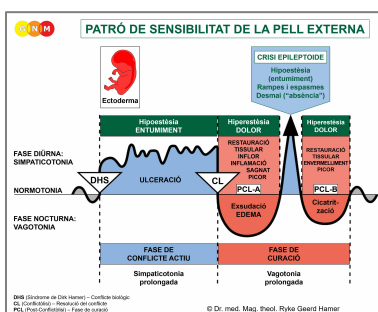 GNM
PATRÓ DE SENSIBILITAT DE LA PELL EXTERNA
CRISI EPILEPTOIDE
Hipoestèsia
(entumiment)
Rampes i espasmes
Desmai ("absència")
Ectoderma
Hipoestèsia
ENTUMIMENT
Hiperestèsia
DOLOR
Hiperestèsia
DOLOR
FASE DIÜRNA:
SIMPATICOTONIA
RESTAURACIÓ
TISSULAR
INFLOR
INFLAMACIÓ
SAGNAT
PICOR
RESTAURACIÓ
TISSULAR
ENVERMELLIMENT
PICOR
DHS
ULCERACIÓ
CL
PCL-A
PCL-B
NORMOTONIA
Exsudació
EDEMA
Cicatrit-
zació
FASE NOCTURNA:
VAGOTONIA
FASE DE
CONFLICTE ACTIU
FASE DE
CURACIÓ
Simpaticotonia
prolongada
Vagotonia
prolongada
DHS (Síndrome de Dirk Hamer) – Conflicte biològic
CL (Conflictòlisi) – Resolució del conflicte
PCL (Post-Conflictòlisi) – Fase de curació
© Dr. med. Mag. theol. Ryke Geerd Hamer